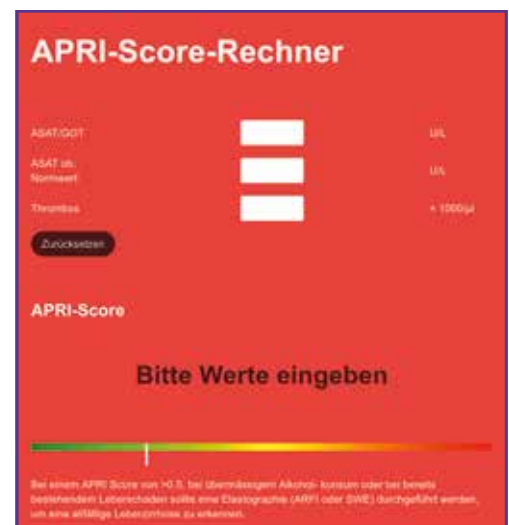 APRI-Score-Rechner
ASAT/GOT U/L
ASAT ob. U/L
Normwert
Thrombos × 1000/µl
Zurücksetzen
APRI-Score
Bitte Werte eingeben
Bei einem APRI Score von >0.5, bei übermässigem Alkohol- konsum oder bei bereits
bestehendem Leberschaden sollte eine Elastographie (ARFI oder SWE) durchgeführt werden,
um eine allfällige Leberzirrhose zu erkennen.